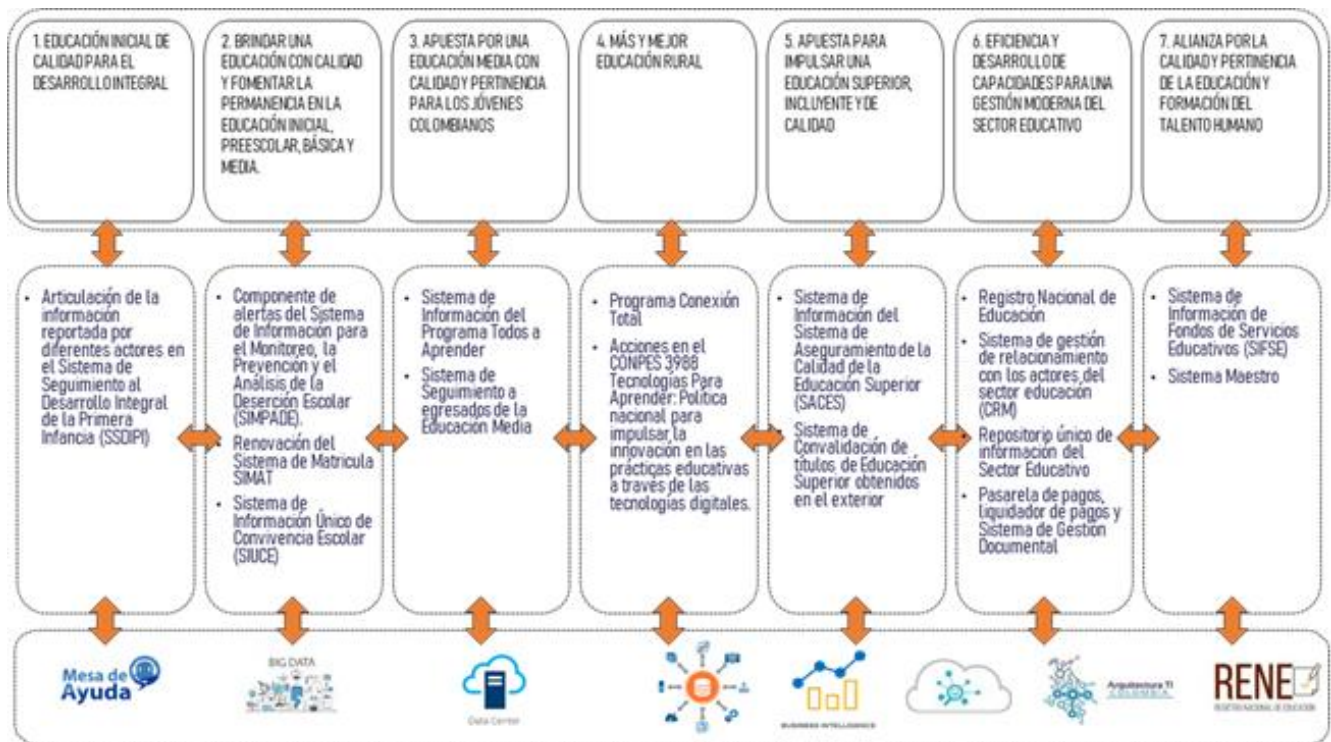 1. EDUCACIÓN INICIAL DE
CALIDAD PARA EL
DESARROLLO INTEGRAL
2. BRINDAR UNA
EDUCACIÓN CON CALIDAD
Y FOMENTAR LA
PERMANENCIA EN LA
EDUCACIÓN INICIAL,
PREESCOLAR, BÁSICA Y
MEDIA.
3. APUESTA POR UNA
EDUCACIÓN MEDIA CON
CALIDAD Y PERTINENCIA
PARA LOS JÓVENES
COLOMBIANOS
4. MÁS Y MEJOR
EDUCACIÓN RURAL
5. APUESTA PARA
IMPULSAR UNA
EDUCACIÓN SUPERIOR,
INCLUYENTE Y DE
CALIDAD
6. EFICIENCIA Y
DESARROLLO DE
CAPACIDADES PARA UNA
GESTIÓN MODERNA DEL
SECTOR EDUCATIVO
7. ALIANZA POR LA
CALIDAD Y PERTINENCIA
DE LA EDUCACIÓN Y
FORMACIÓN DEL
TALENTO HUMANO
• Articulación de la
información
reportada por
diferentes actores en
el Sistema de
Seguimiento al
Desarrollo Integral
de la Primera
Infancia (SSDIPI)
• Componente de
alertas del Sistema
de Información para
el Monitoreo, la
Prevención y el
Análisis de la
Deserción Escolar
(SIMPADE).
• Renovación del
Sistema de Matricula
SIMAT
• Sistema de
Información Único de
Convivencia Escolar
(SIUCE)
• Sistema de
Información del
Programa Todos a
Aprender
• Sistema de
Seguimiento a
egresados de la
Educación Media
• Programa Conexión
Total
• Acciones en el
CONPES 3988
Tecnologías Para
Aprender: Política
nacional para
impulsar la
innovación en las
prácticas educativas
a través de las
tecnologías digitales.
• Sistema de
Información del
Sistema de
Aseguramiento de la
Calidad de la
Educación Superior
(SACES)
• Sistema de
Convalidación de
títulos de Educación
Superior obtenidos
en el exterior
• Registro Nacional de
Educación
• Sistema de gestión
de relacionamiento
con los actores del
sector educación
(CRM)
• Repositorio único de
información del
Sector Educativo
• Pasarela de pagos,
liquidador de pagos y
Sistema de Gestión
Documental
• Sistema de
Información de
Fondos de Servicios
Educativos (SIFSE)
• Sistema Maestro
Mesa de
Ayuda
BIG DATA
Data Center
BUSINESS INTELLIGENCE
Arquitectura TI
COLOMBIA
RENE
REGISTRO NACIONAL DE EDUCACIÓN